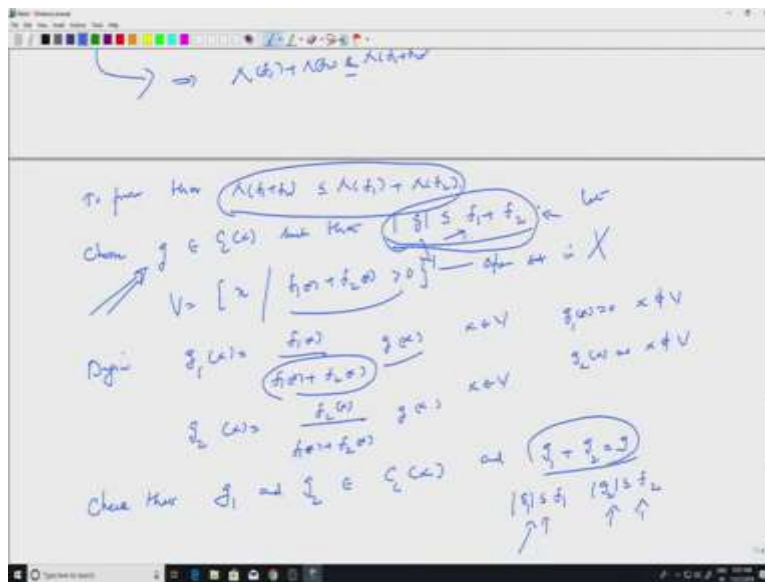 ⇒ Λ(f₁) + Λ(f₂) ≤ Λ(f₁+f₂)
To prove that Λ(f₁+f₂) ≤ Λ(f₁) + Λ(f₂)
Choose g ∈ C_c(X) such that |g| ≤ f₁ + f₂ let
V = { x | f₁(x) + f₂(x) > 0 } — open set in X
Define g₁(x) = f₁(x) / (f₁(x) + f₂(x)) g(x) x ∈ V g₁(x) = 0 x ∉ V
g₂(x) = f₂(x) / (f₁(x) + f₂(x)) g(x) x ∈ V g₂(x) = 0 x ∉ V
Check that g₁ and g₂ ∈ C_c(X) and g₁ + g₂ = g
|g₁| ≤ f₁ |g₂| ≤ f₂